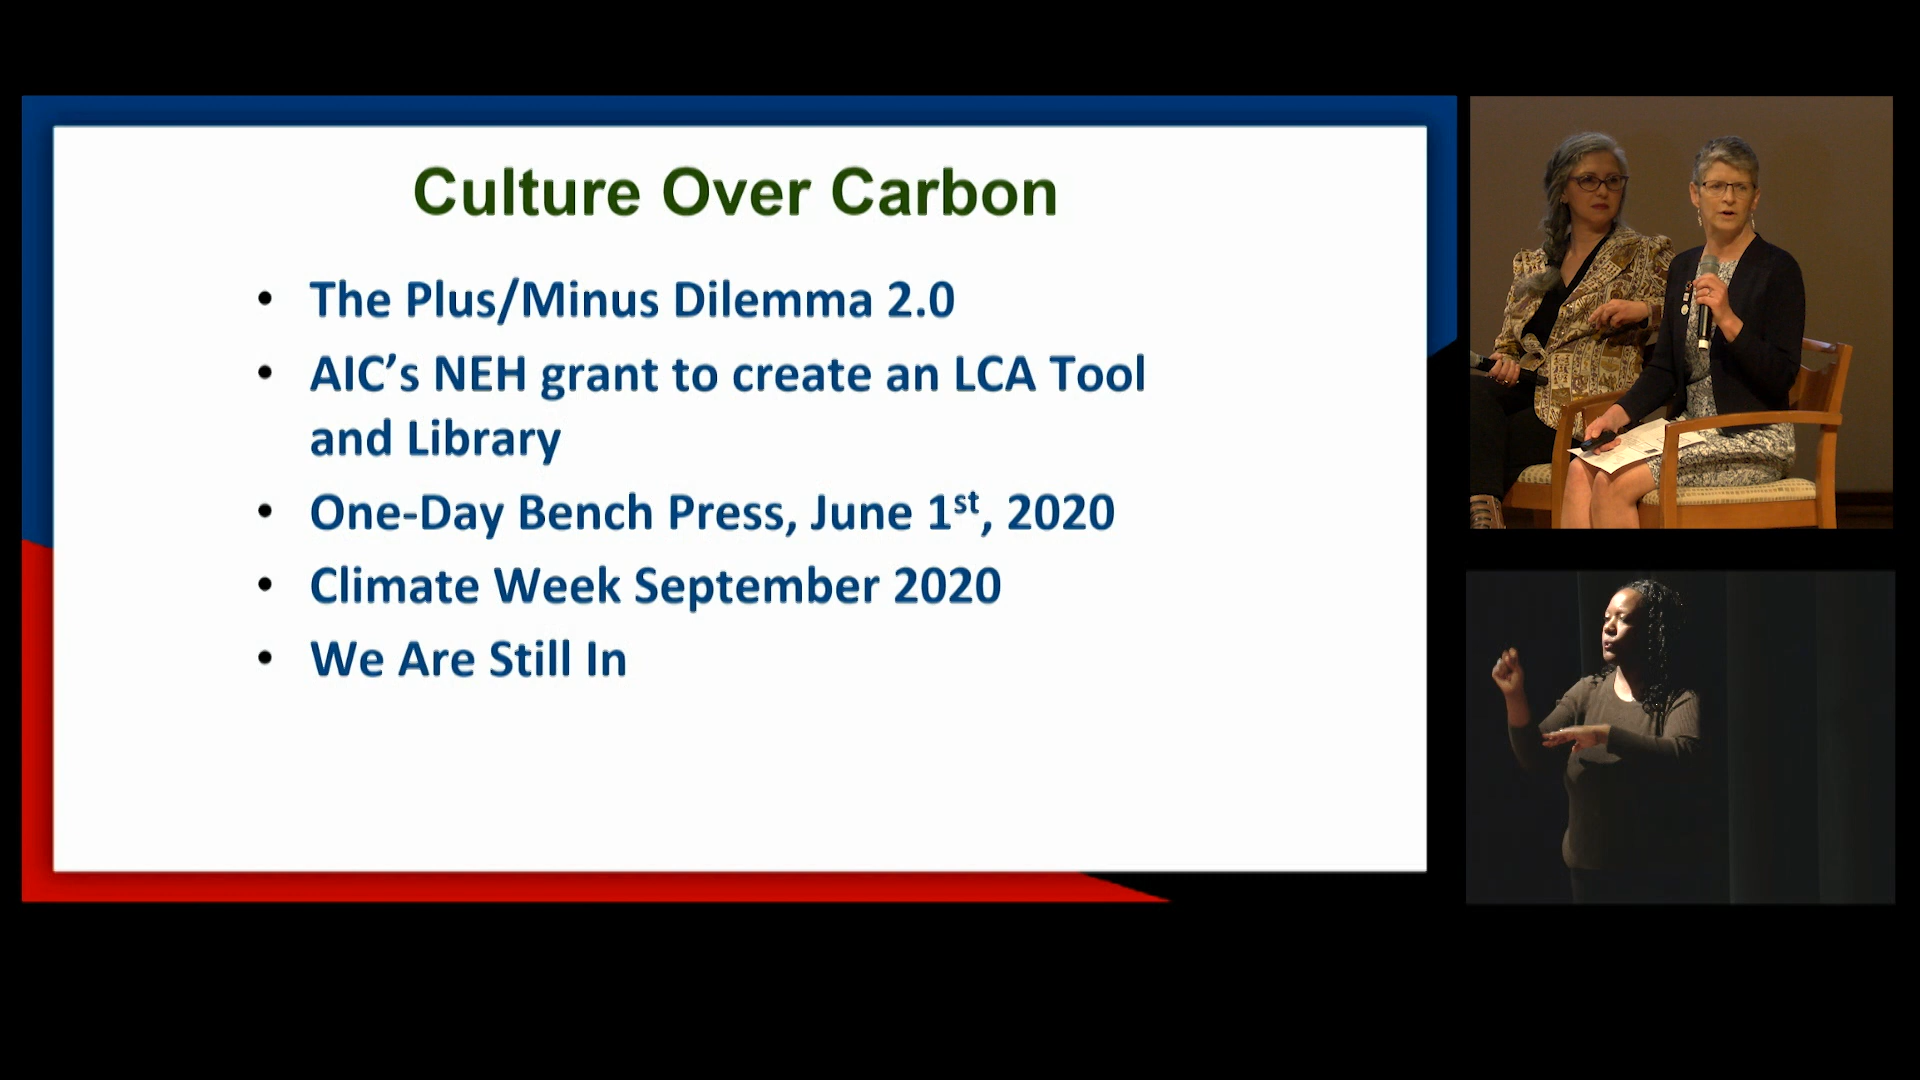 Culture Over Carbon
• The Plus/Minus Dilemma 2.0
• AIC’s NEH grant to create an LCA Tool
and Library
• One-Day Bench Press, June 1st, 2020
• Climate Week September 2020
• We Are Still In